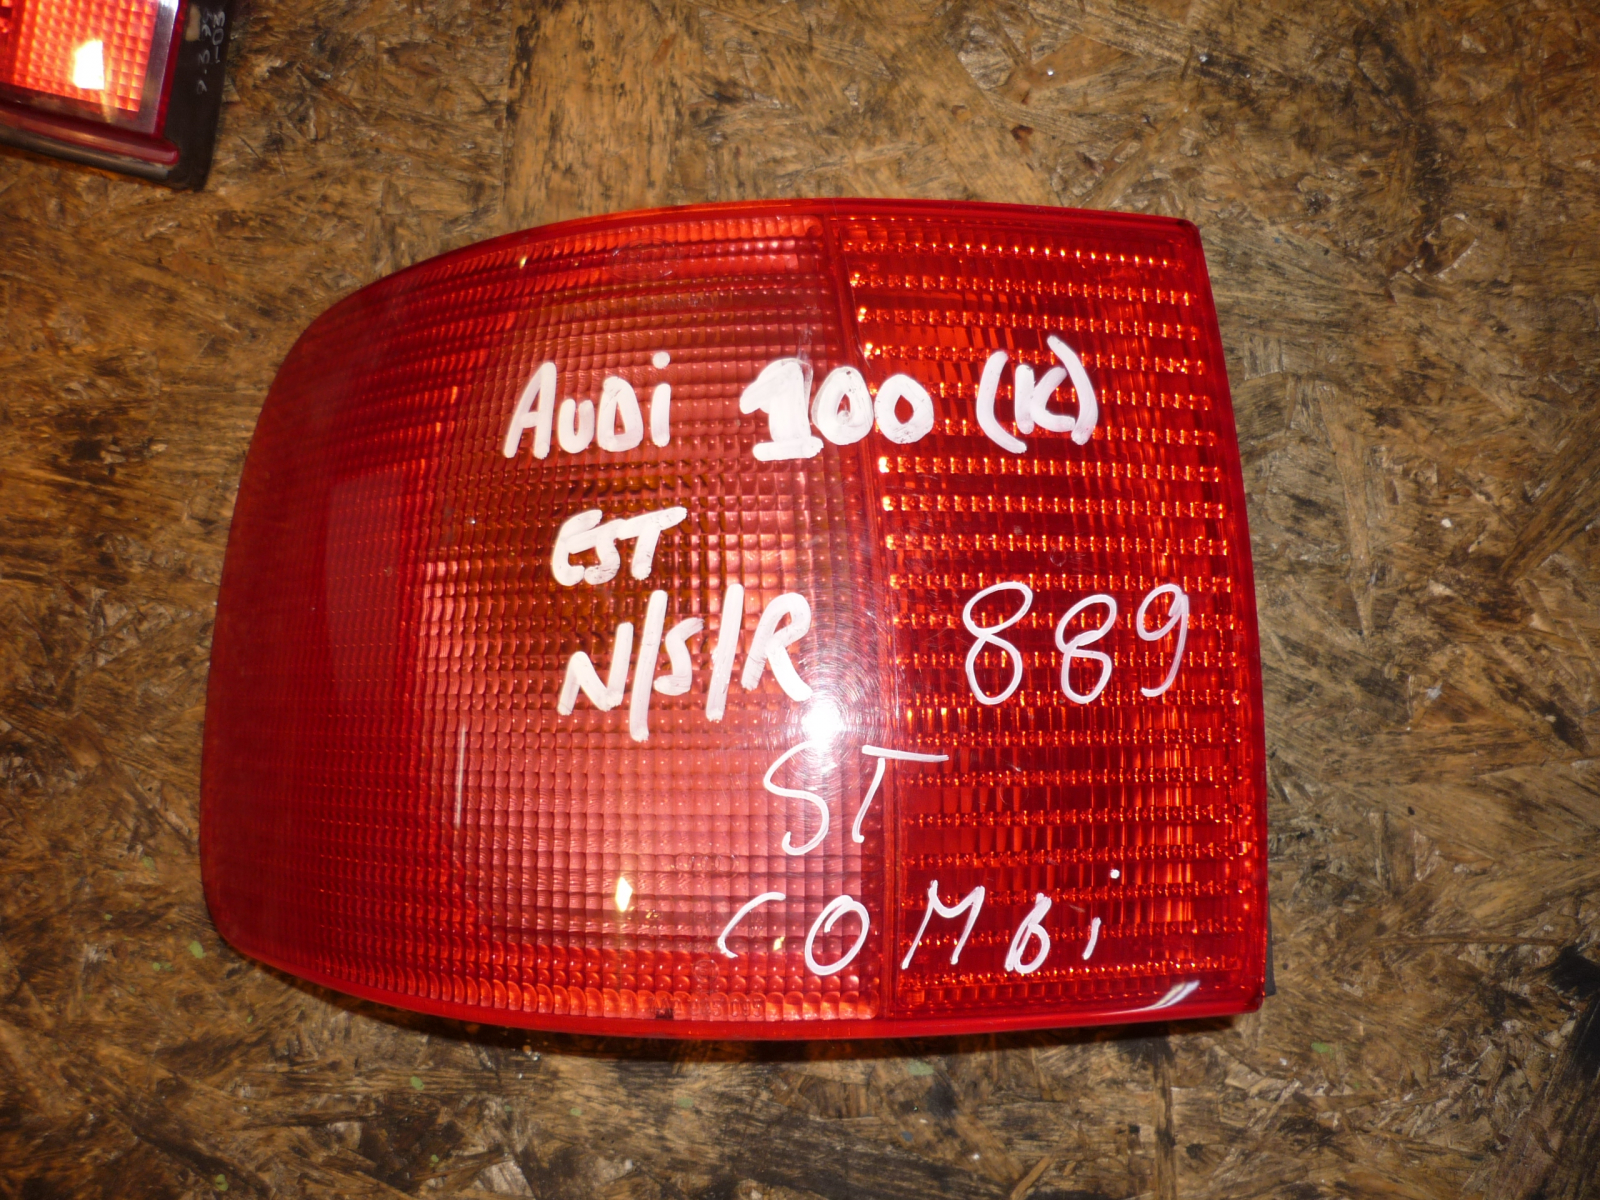 AUDi 100 (K)
EST
N/S/R 889
ST
COMBi